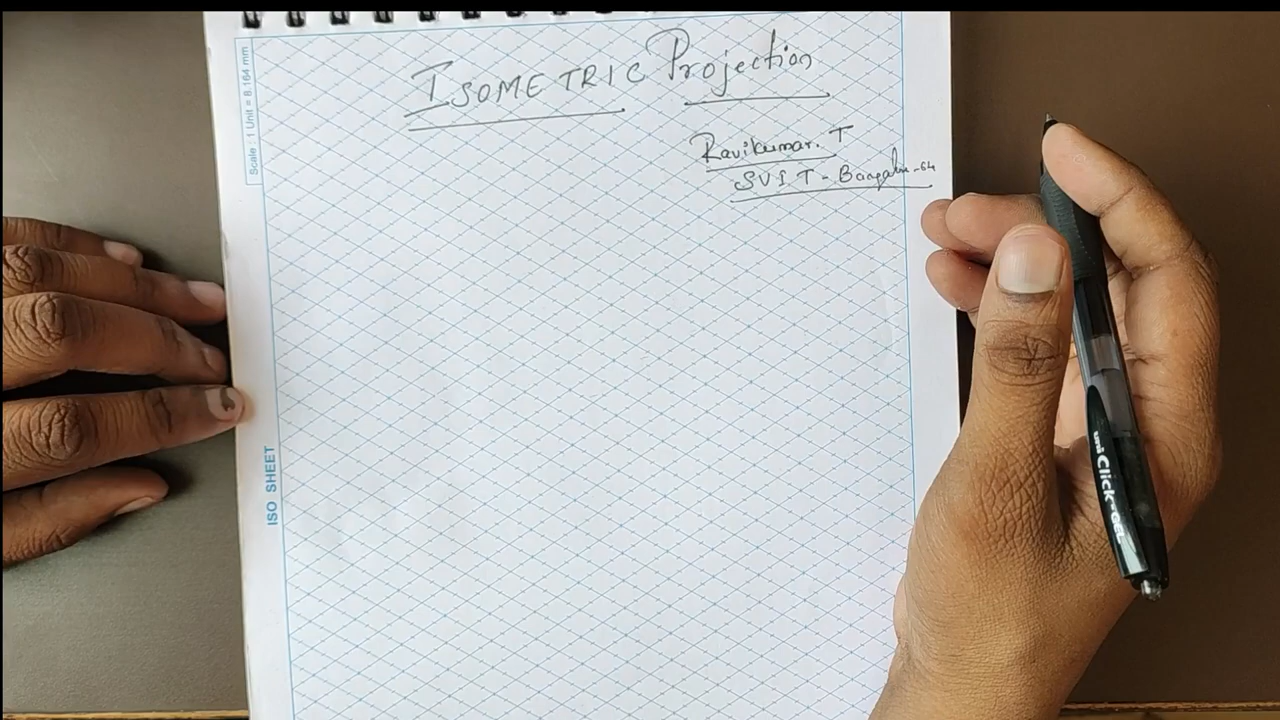 Scale : 1 Unit = 8.164 mm
ISOMETRIC Projection
Ravikumar. T
SVIT - Bangalore-64
ISO SHEET
uni Click-GEL